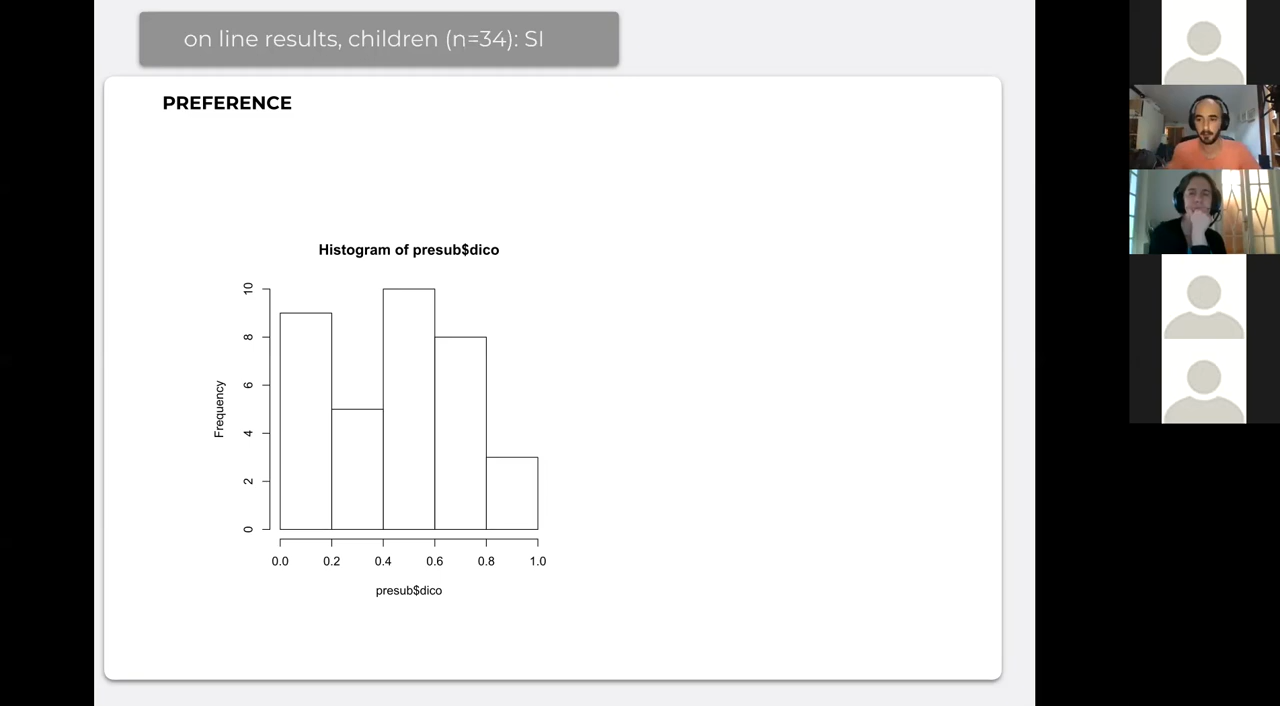 on line results, children (n=34): SI
PREFERENCE
Histogram of presub$dico
Frequency
10
8
6
4
2
0
0.0 0.2 0.4 0.6 0.8 1.0
presub$dico